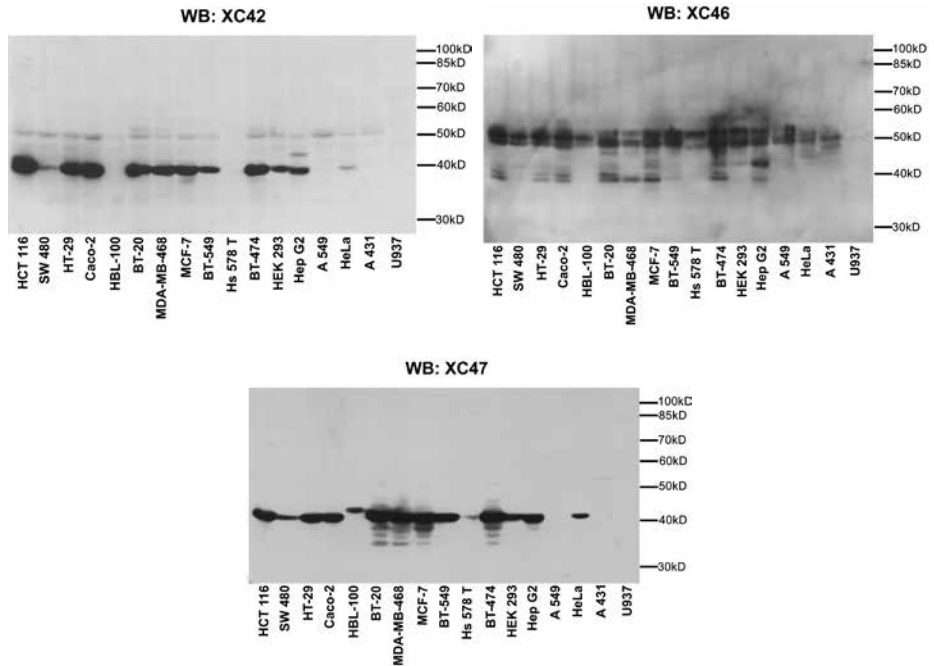 WB: XC42
100kD
85kD
70kD
60kD
50kD
40kD
30kD
HCT 116
SW 480
HT-29
Caco-2
HBL-100
BT-20
MDA-MB-468
MCF-7
BT-549
Hs 578 T
BT-474
HEK 293
Hep G2
A 549
HeLa
A 431
U937
WB: XC46
100kD
85kD
70kD
60kD
50kD
40kD
30kD
HCT 116
SW 480
HT-29
Caco-2
HBL-100
BT-20
MDA-MB-468
MCF-7
BT-549
Hs 578 T
BT-474
HEK 293
Hep G2
A 549
HeLa
A 431
U937
WB: XC47
100kD
85kD
70kD
60kD
50kD
40kD
30kD
HCT 116
SW 480
HT-29
Caco-2
HBL-100
BT-20
MDA-MB-468
MCF-7
BT-549
Hs 578 T
BT-474
HEK 293
Hep G2
A 549
HeLa
A 431
U937